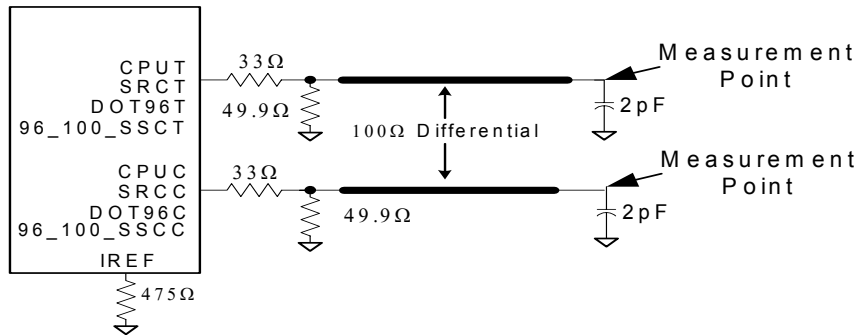 CPUT
SRCT
DOT96T
96_100_SSCT
33Ω
49.9Ω
Measurement
Point
2pF
100Ω Differential
CPUC
SRCC
DOT96C
96_100_SSCC
33Ω
49.9Ω
Measurement
Point
2pF
IREF
475Ω